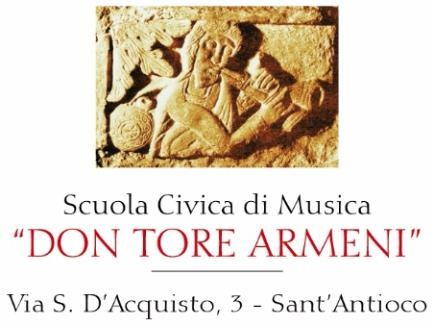 Scuola Civica di Musica
“DON TORE ARMENI”
Via S. D’Acquisto, 3 - Sant’Antioco